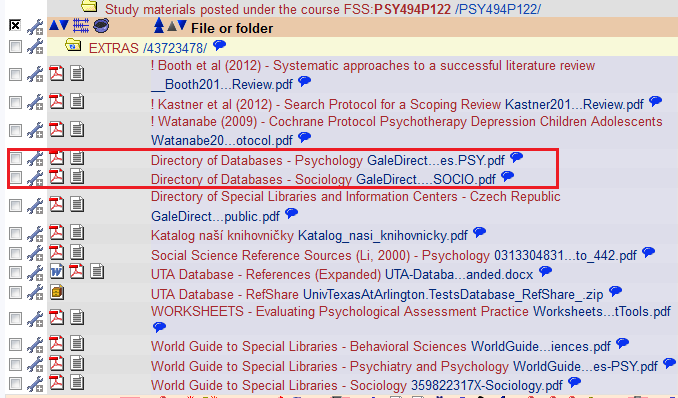 Study materials posted under the course FSS:PSY494P122 /PSY494P122/
File or folder
EXTRAS /43723478/
! Booth et al (2012) - Systematic approaches to a successful literature review
__Booth201...Review.pdf
! Kastner et al (2012) - Search Protocol for a Scoping Review Kastner201...Review.pdf
! Watanabe (2009) - Cochrane Protocol Psychotherapy Depression Children Adolescents
Watanabe20...otocol.pdf
Directory of Databases - Psychology GaleDirect...es.PSY.pdf
Directory of Databases - Sociology GaleDirect....SOCIO.pdf
Directory of Special Libraries and Information Centers - Czech Republic
GaleDirect...public.pdf
Katalog naší knihovničky Katalog_nasi_knihovnicky.pdf
Social Science Reference Sources (Li, 2000) - Psychology 0313304831...to_442.pdf
UTA Database - References (Expanded) UTA-Databa...anded.docx
UTA Database - RefShare UnivTexasAtArlington.TestsDatabase_RefShare_.zip
WORKSHEETS - Evaluating Psychological Assessment Practice Worksheets...tTools.pdf
World Guide to Special Libraries - Behavioral Sciences WorldGuide...iences.pdf
World Guide to Special Libraries - Psychiatry and Psychology WorldGuide...es-PSY.pdf
World Guide to Special Libraries - Sociology 359822317X-Sociology.pdf